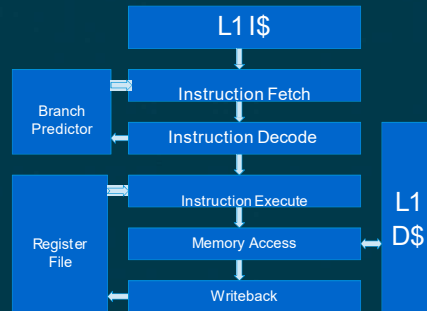 L1 I$
Instruction Fetch
Branch
Predictor
Instruction Decode
Instruction Execute
L1
D$
Register
File
Memory Access
Writeback